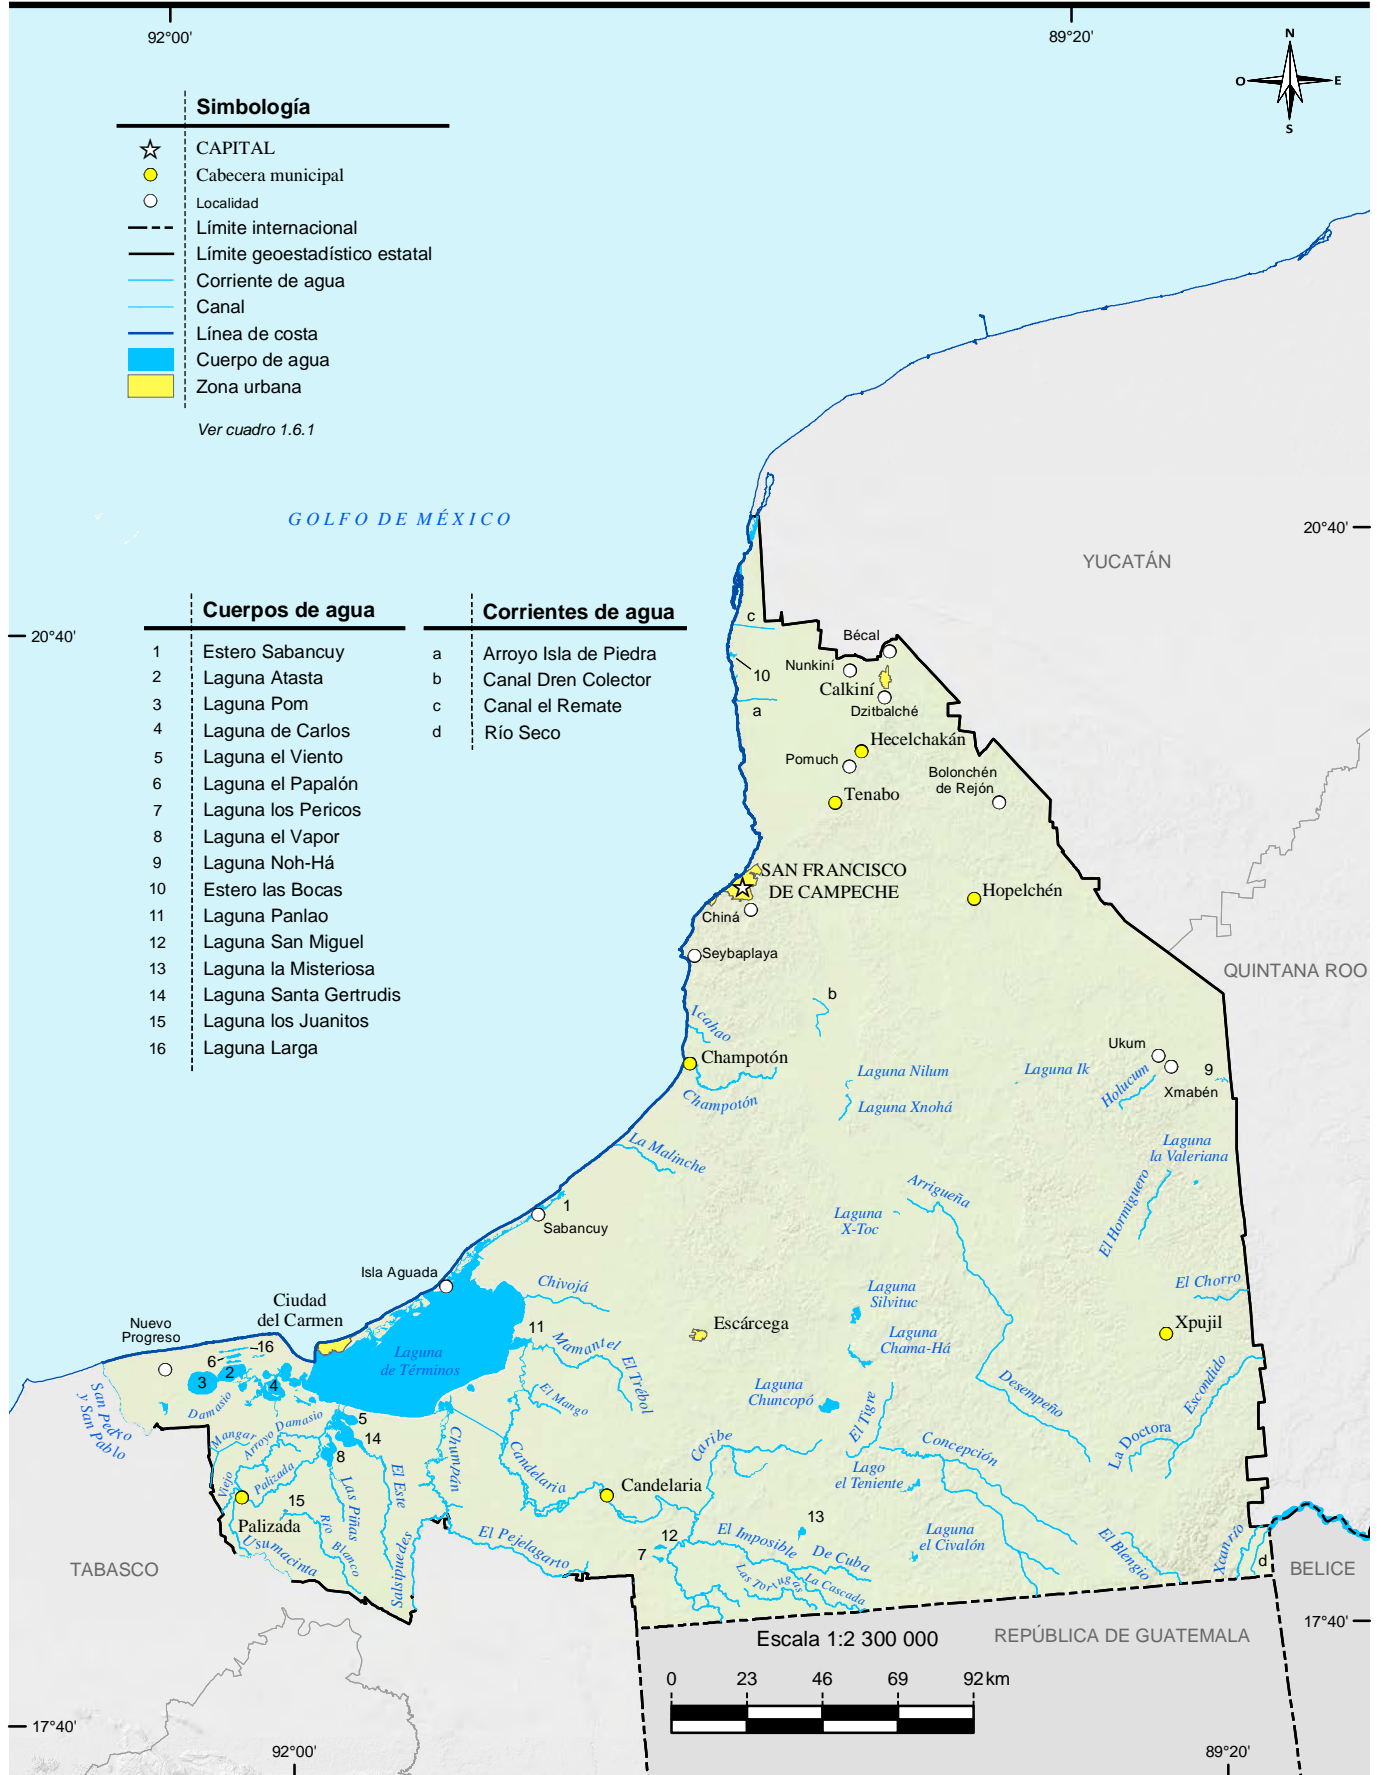 92°00'
89°20'
N
O
E
S
Simbología
CAPITAL
Cabecera municipal
Localidad
Límite internacional
Límite geoestadístico estatal
Corriente de agua
Canal
Línea de costa
Cuerpo de agua
Zona urbana
Ver cuadro 1.6.1
GOLFO DE MÉXICO
20°40'
YUCATÁN
20°40'
Cuerpos de agua
1 Estero Sabancuy
2 Laguna Atasta
3 Laguna Pom
4 Laguna de Carlos
5 Laguna el Viento
6 Laguna el Papalón
7 Laguna los Pericos
8 Laguna el Vapor
9 Laguna Noh-Há
10 Estero las Bocas
11 Laguna Panlao
12 Laguna San Miguel
13 Laguna la Misteriosa
14 Laguna Santa Gertrudis
15 Laguna los Juanitos
16 Laguna Larga
Corrientes de agua
a Arroyo Isla de Piedra
b Canal Dren Colector
c Canal el Remate
d Río Seco
c
Bécal
Nunkiní
10
Calkiní
a
Dzitbalché
Hecelchakán
Pomuch
Bolonchén
de Rejón
Tenabo
SAN FRANCISCO
DE CAMPECHE
Hopelchén
Chiná
Seybaplaya
QUINTANA ROO
b
Icahao
Champotón
Ukum
Laguna Nilum
Laguna Ik
Holucum
9
Xmabén
Champotón
Laguna Xnohá
La Malinche
Laguna
la Valeriana
Arrigueña
El Hormiguero
1
Sabancuy
Laguna
X-Toc
Isla Aguada
Chivojá
El Chorro
Laguna
Silvituc
Ciudad
del Carmen
Nuevo
Progreso
Escárcega
Xpujil
11
Mamantel
Laguna
Chama-Há
16
6
2
3
4
Laguna
de Términos
El Trébol
Laguna
Chuncopó
Desempeño
Escondido
San Pedro
y San Pablo
Damasio
El Mango
El Tigre
5
Arroyo Damasio
Mangar
14
8
Chumpán
Caribe
Concepción
La Doctora
Viejo
Palizada
Candelaria
Lago
el Teniente
Las Piñas
El Este
Candelaria
15
Palizada
Río
Blanco
Usumacinta
Salsipuedes
El Pejelagarto
12
7
El Imposible
13
De Cuba
Laguna
el Civalón
El Blengio
Xcanrío
d
Las Tortugas
La Cascada
TABASCO
BELICE
17°40'
Escala 1:2 300 000
REPÚBLICA DE GUATEMALA
0 23 46 69 92 km
17°40'
92°00'
89°20'